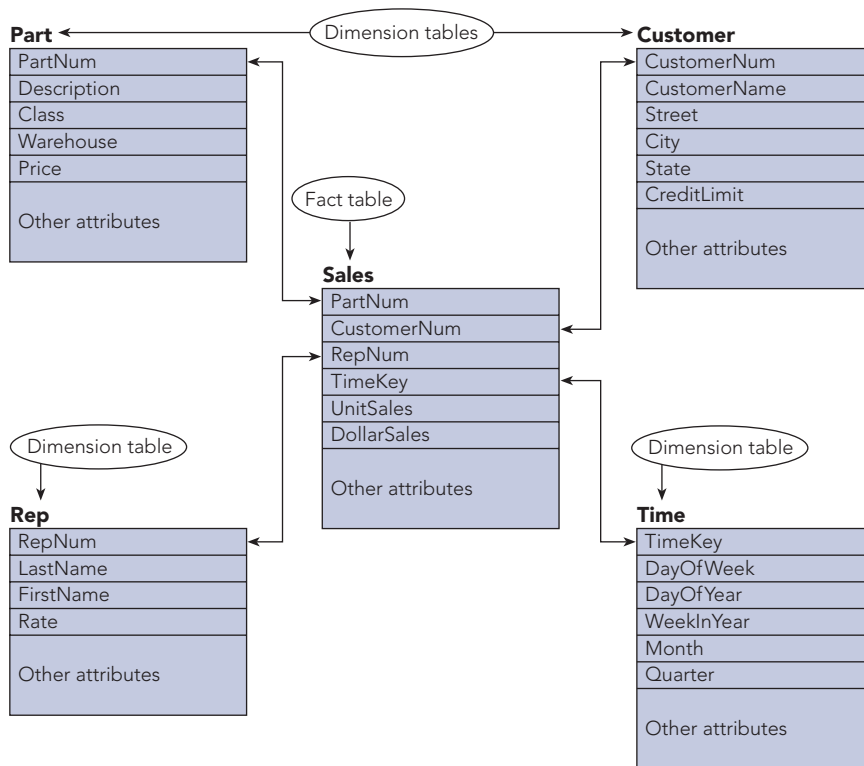 Dimension tables
Part
PartNum
Description
Class
Warehouse
Price
Other attributes
Customer
CustomerNum
CustomerName
Street
City
State
CreditLimit
Other attributes
Fact table
Sales
PartNum
CustomerNum
RepNum
TimeKey
UnitSales
DollarSales
Other attributes
Dimension table
Rep
RepNum
LastName
FirstName
Rate
Other attributes
Dimension table
Time
TimeKey
DayOfWeek
DayOfYear
WeekInYear
Month
Quarter
Other attributes